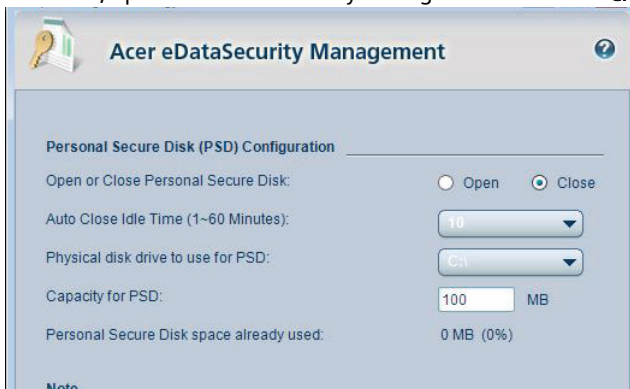 Acer eDataSecurity Management
Personal Secure Disk (PSD) Configuration
Open or Close Personal Secure Disk: Open Close
Auto Close Idle Time (1~60 Minutes): 10
Physical disk drive to use for PSD: C:\
Capacity for PSD: 100 MB
Personal Secure Disk space already used: 0 MB (0%)
Note